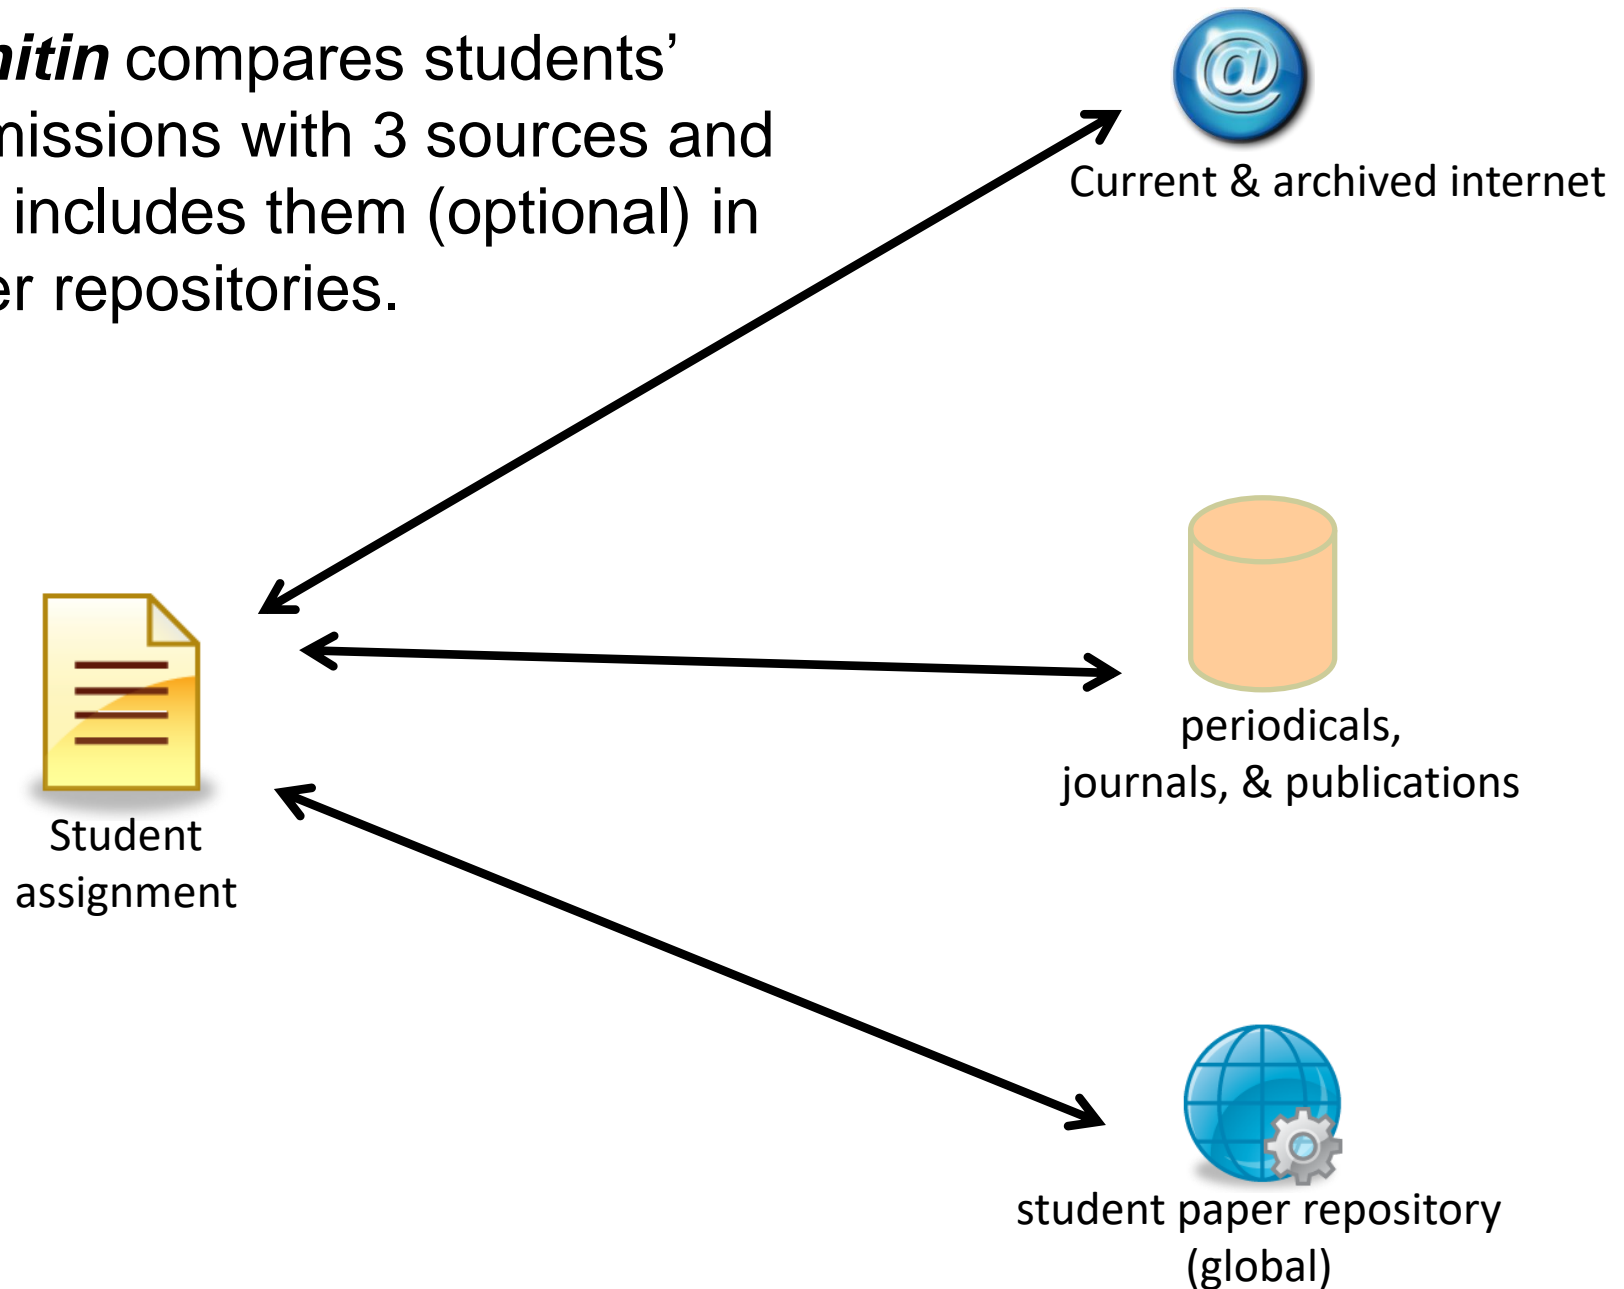 nitin compares students’
missions with 3 sources and
includes them (optional) in
er repositories.
@
Current & archived internet
periodicals,
journals, & publications
Student
assignment
student paper repository
(global)